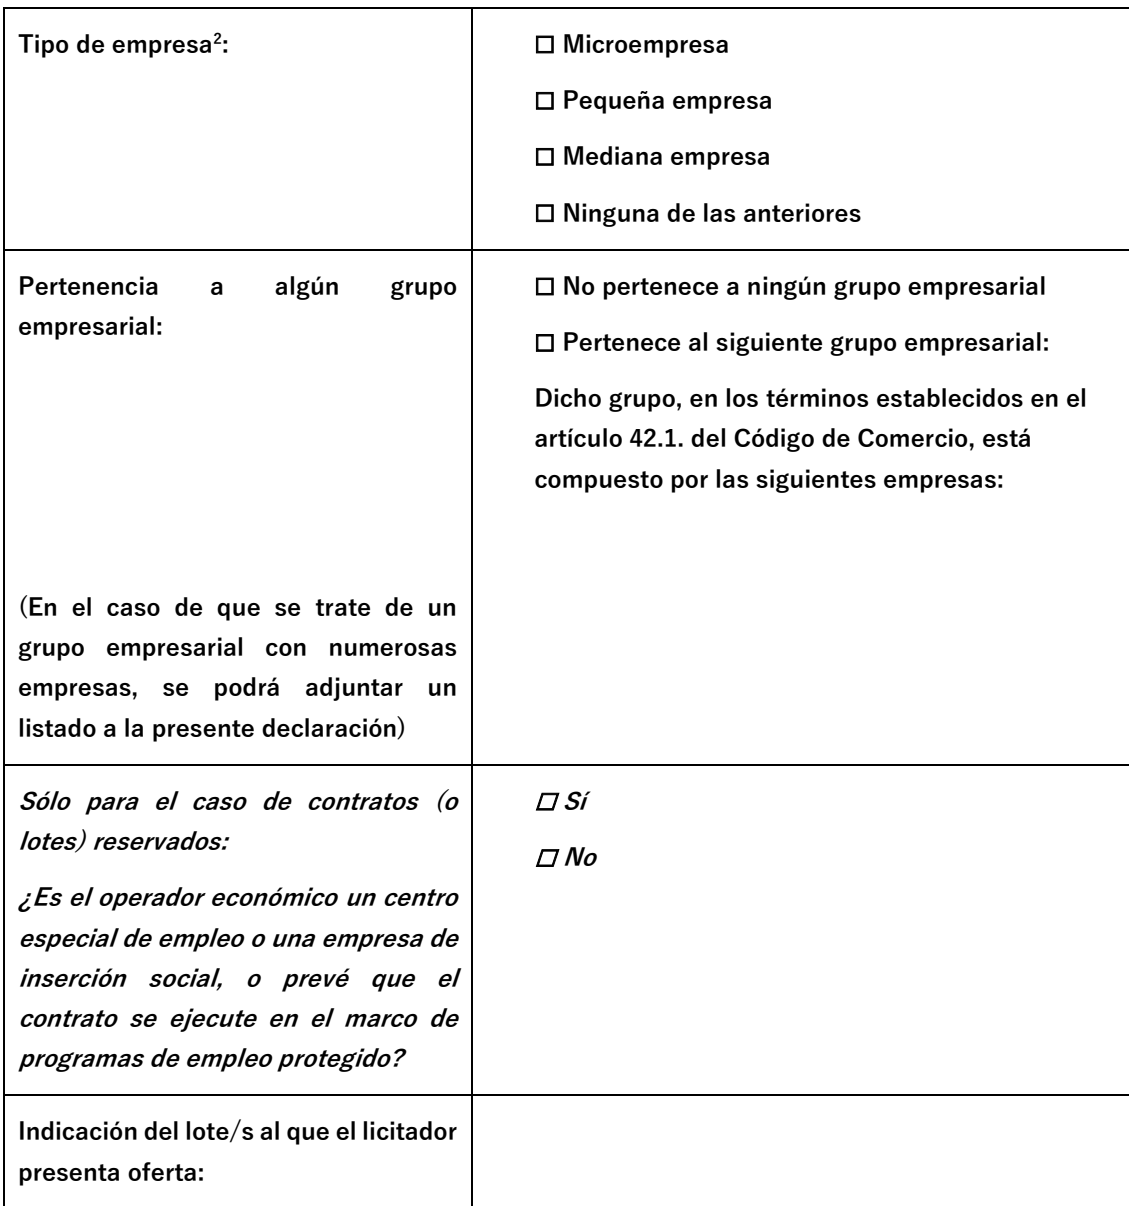 Tipo de empresa²:
☐ Microempresa
☐ Pequeña empresa
☐ Mediana empresa
☐ Ninguna de las anteriores
Pertenencia a algún grupo
empresarial:
(En el caso de que se trate de un
grupo empresarial con numerosas
empresas, se podrá adjuntar un
listado a la presente declaración)
☐ No pertenece a ningún grupo empresarial
☐ Pertenece al siguiente grupo empresarial:
Dicho grupo, en los términos establecidos en el
artículo 42.1. del Código de Comercio, está
compuesto por las siguientes empresas:
Sólo para el caso de contratos (o
lotes) reservados:
¿Es el operador económico un centro
especial de empleo o una empresa de
inserción social, o prevé que el
contrato se ejecute en el marco de
programas de empleo protegido?
☐ Sí
☐ No
Indicación del lote/s al que el licitador
presenta oferta: